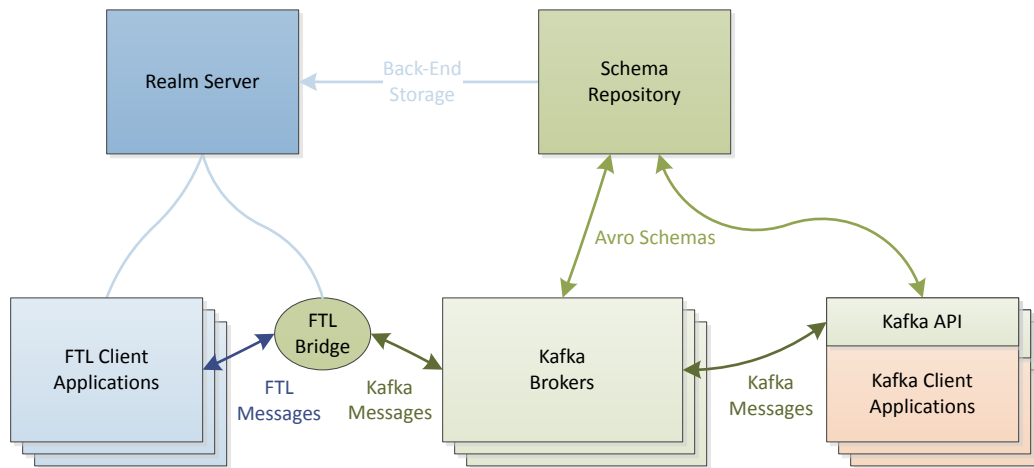 Realm Server
Back-End
Storage
Schema
Repository
Avro Schemas
FTL Client
Applications
FTL
Bridge
FTL
Messages
Kafka
Messages
Kafka
Brokers
Kafka
Messages
Kafka API
Kafka Client
Applications